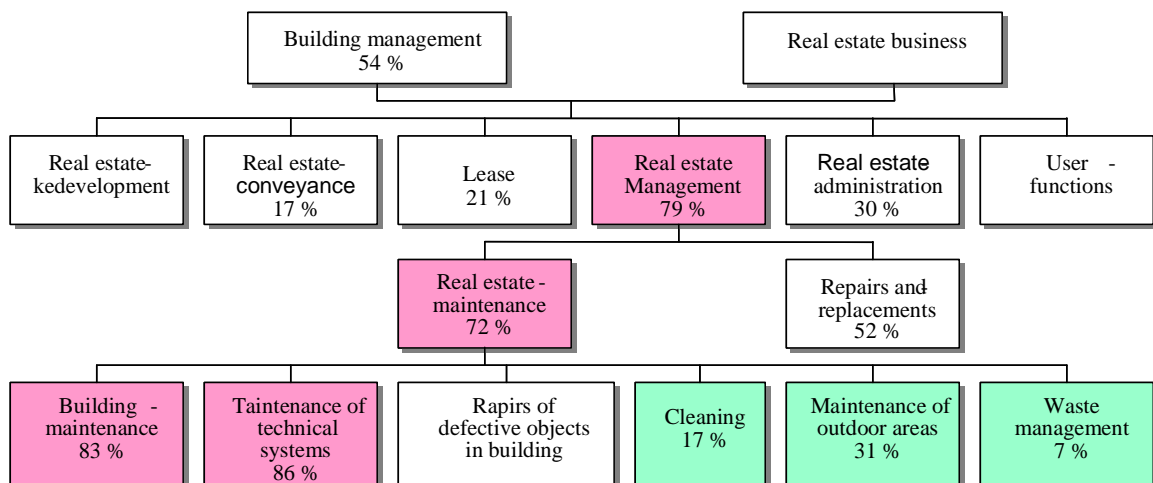 Building management
54 %
Real estate business
Real estate-
kedevelopment
Real estate-
conveyance
17 %
Lease
21 %
Real estate
Management
79 %
Real estate
administration
30 %
User -
functions
Real estate -
maintenance
72 %
Repairs and-
replacements
52 %
Building -
maintenance
83 %
Taintenance of
technical
systems
86 %
Rapirs of
defective objects
in building
Cleaning
17 %
Maintenance of
outdoor areas
31 %
Waste
management
7 %